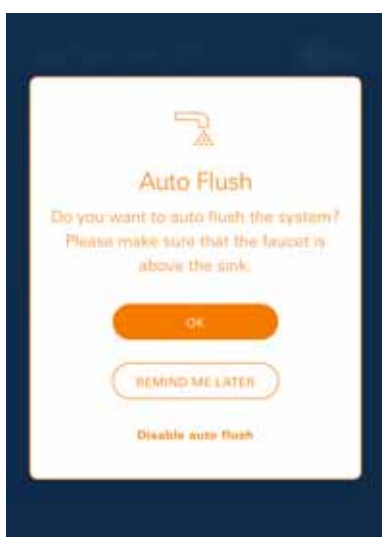 Auto Flush
Do you want to auto flush the system?
Please make sure that the faucet is
above the sink.
OK
REMIND ME LATER
Disable auto flush